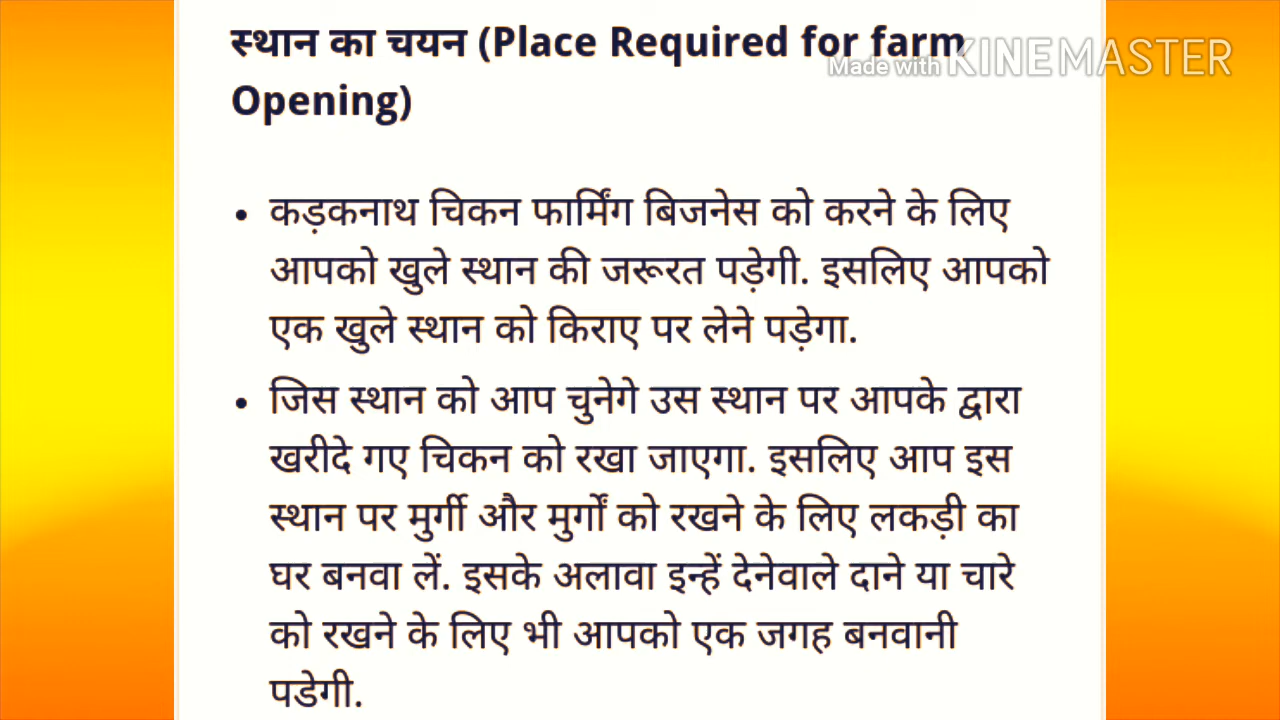 स्थान का चयन (Place Required for farm
Made with KINEMASTER
Opening)
कड़कनाथ चिकन फार्मिंग बिजनेस को करने के लिए
आपको खुले स्थान की जरूरत पड़ेगी. इसलिए आपको
एक खुले स्थान को किराए पर लेने पड़ेगा.
जिस स्थान को आप चुनेगे उस स्थान पर आपके द्वारा
खरीदे गए चिकन को रखा जाएगा. इसलिए आप इस
स्थान पर मुर्गी और मुर्गों को रखने के लिए लकड़ी का
घर बनवा लें. इसके अलावा इन्हें देनेवाले दाने या चारे
को रखने के लिए भी आपको एक जगह बनवानी
पडेगी.